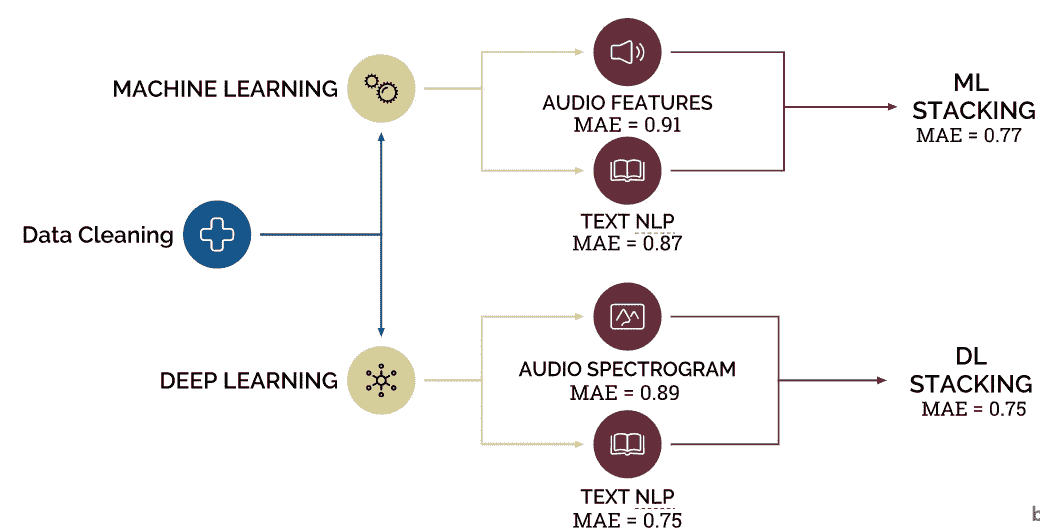 MACHINE LEARNING
AUDIO FEATURES
MAE = 0.91
TEXT NLP
MAE = 0.87
ML
STACKING
MAE = 0.77
Data Cleaning
DEEP LEARNING
AUDIO SPECTROGRAM
MAE = 0.89
TEXT NLP
MAE = 0.75
DL
STACKING
MAE = 0.75